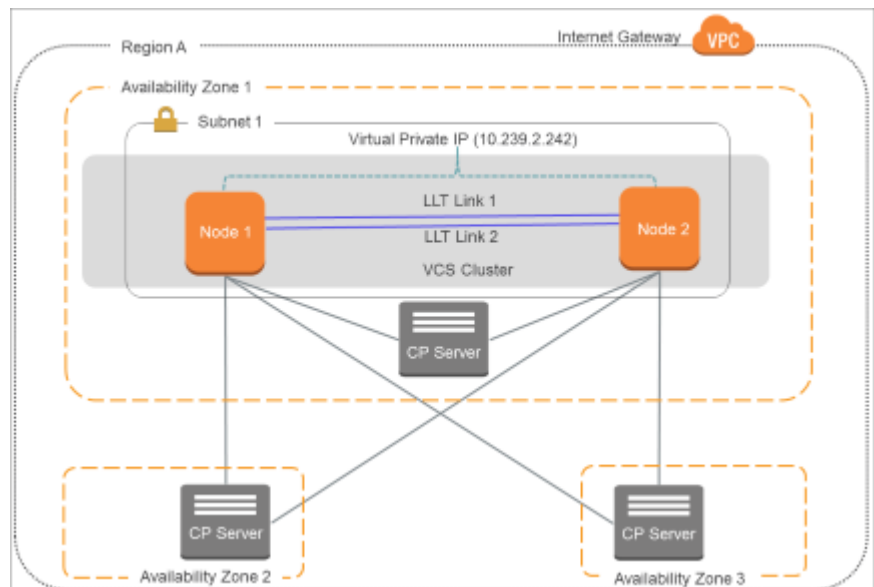 Internet Gateway
VPC
Region A
Availability Zone 1
Subnet 1
Virtual Private IP (10.239.2.242)
LLT Link 1
Node 1
Node 2
LLT Link 2
VCS Cluster
CP Server
CP Server
CP Server
Availability Zone 2
Availability Zone 3